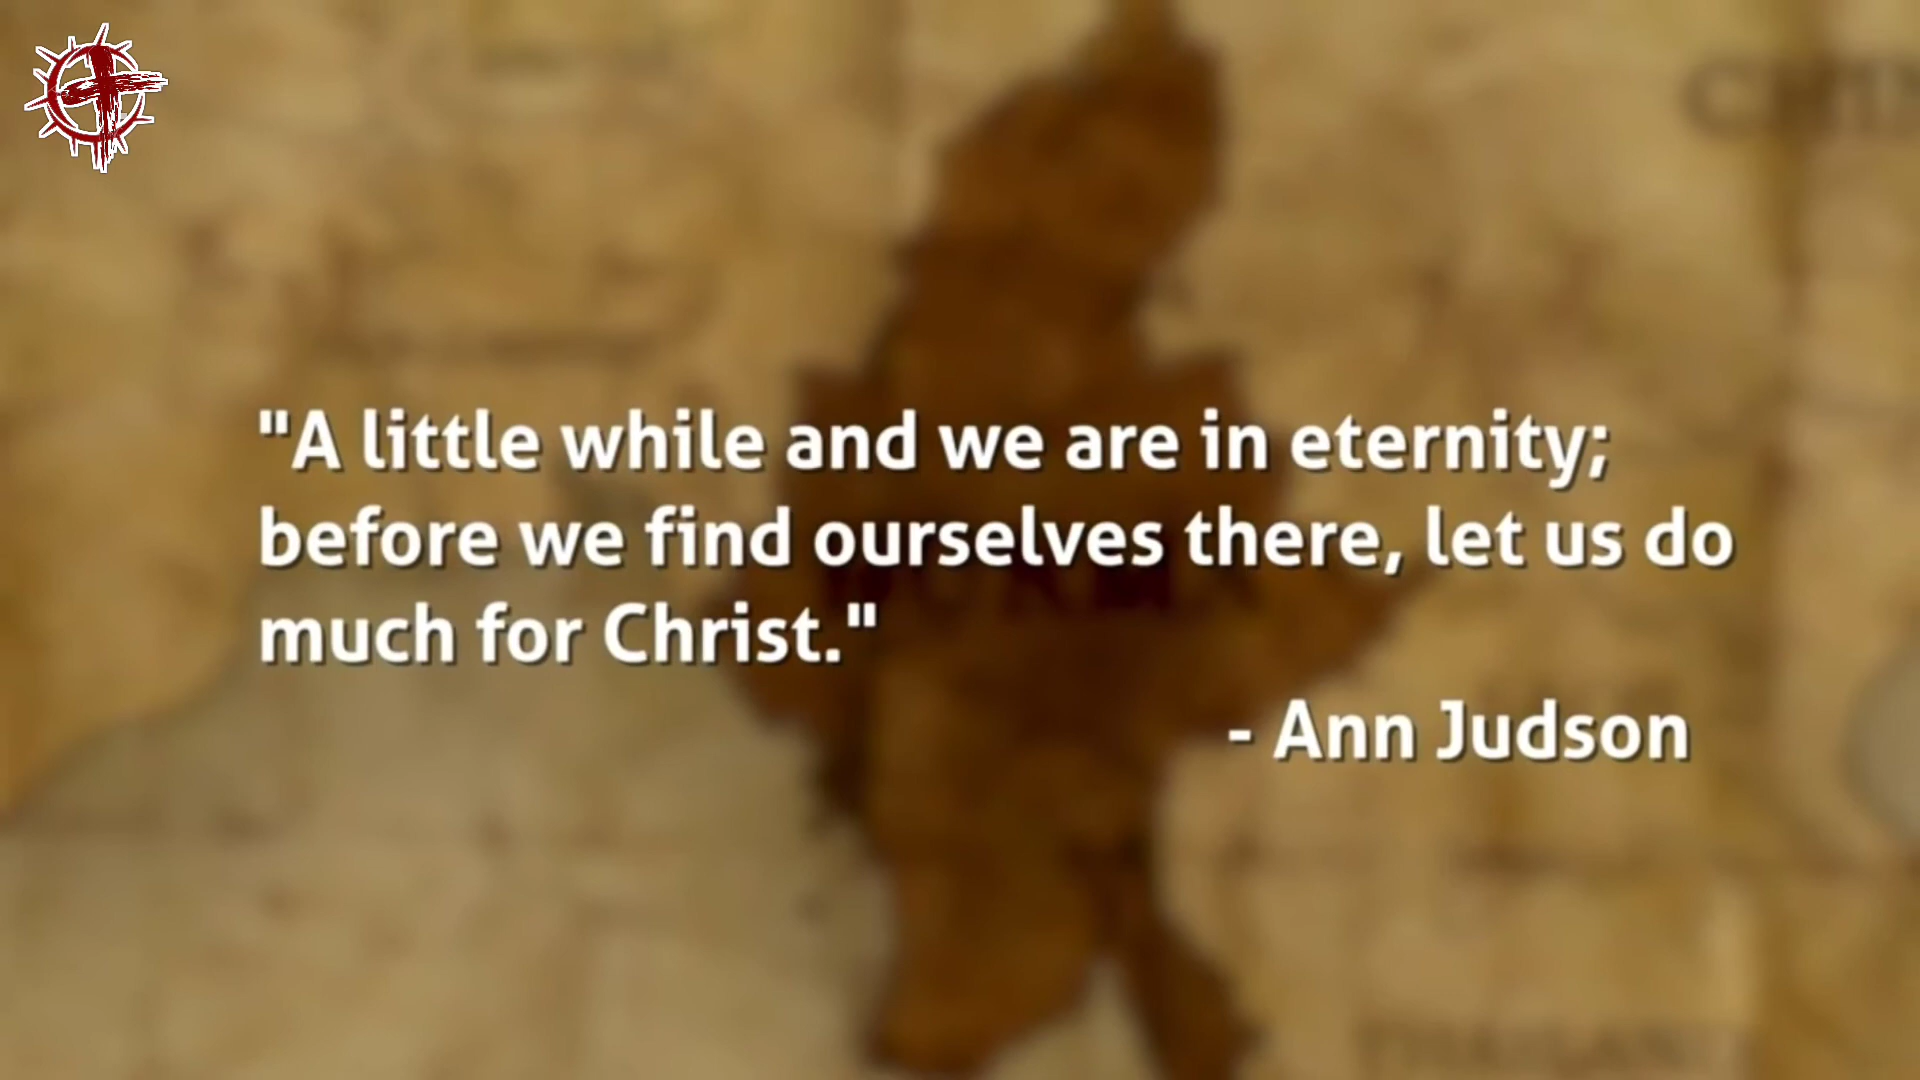 "A little while and we are in eternity;
before we find ourselves there, let us do
much for Christ."
- Ann Judson